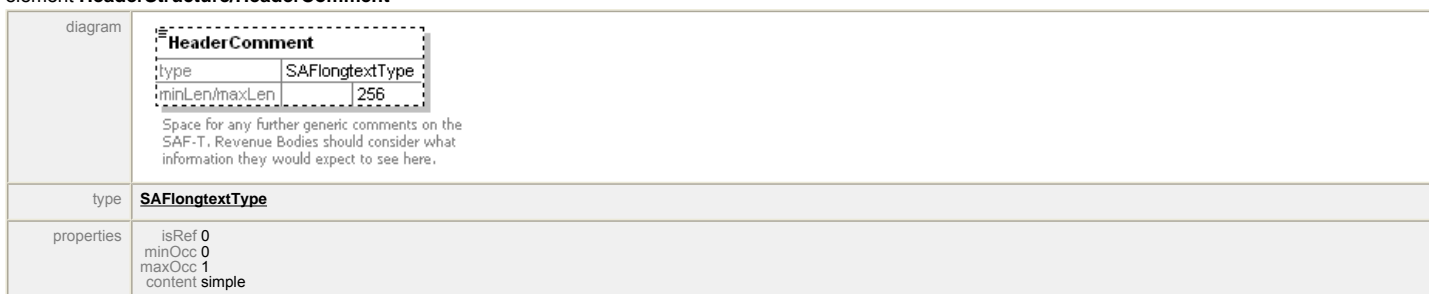 element HeaderStructure/HeaderComment
diagram
HeaderComment
type SAFlongtextType
minLen/maxLen 256
Space for any further generic comments on the
SAF-T. Revenue Bodies should consider what
information they would expect to see here.
type SAFlongtextType
properties isRef 0
minOcc 0
maxOcc 1
content simple